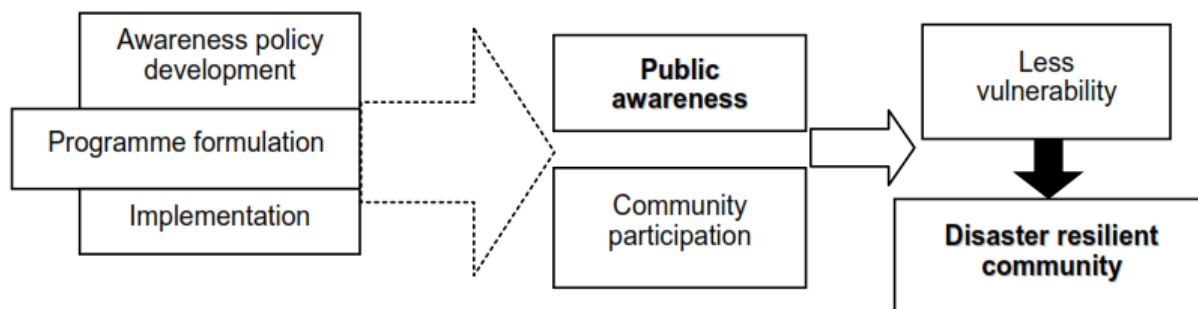 Awareness policy
development
Programme formulation
Implementation
Public
awareness
Community
participation
Less
vulnerability
Disaster resilient
community